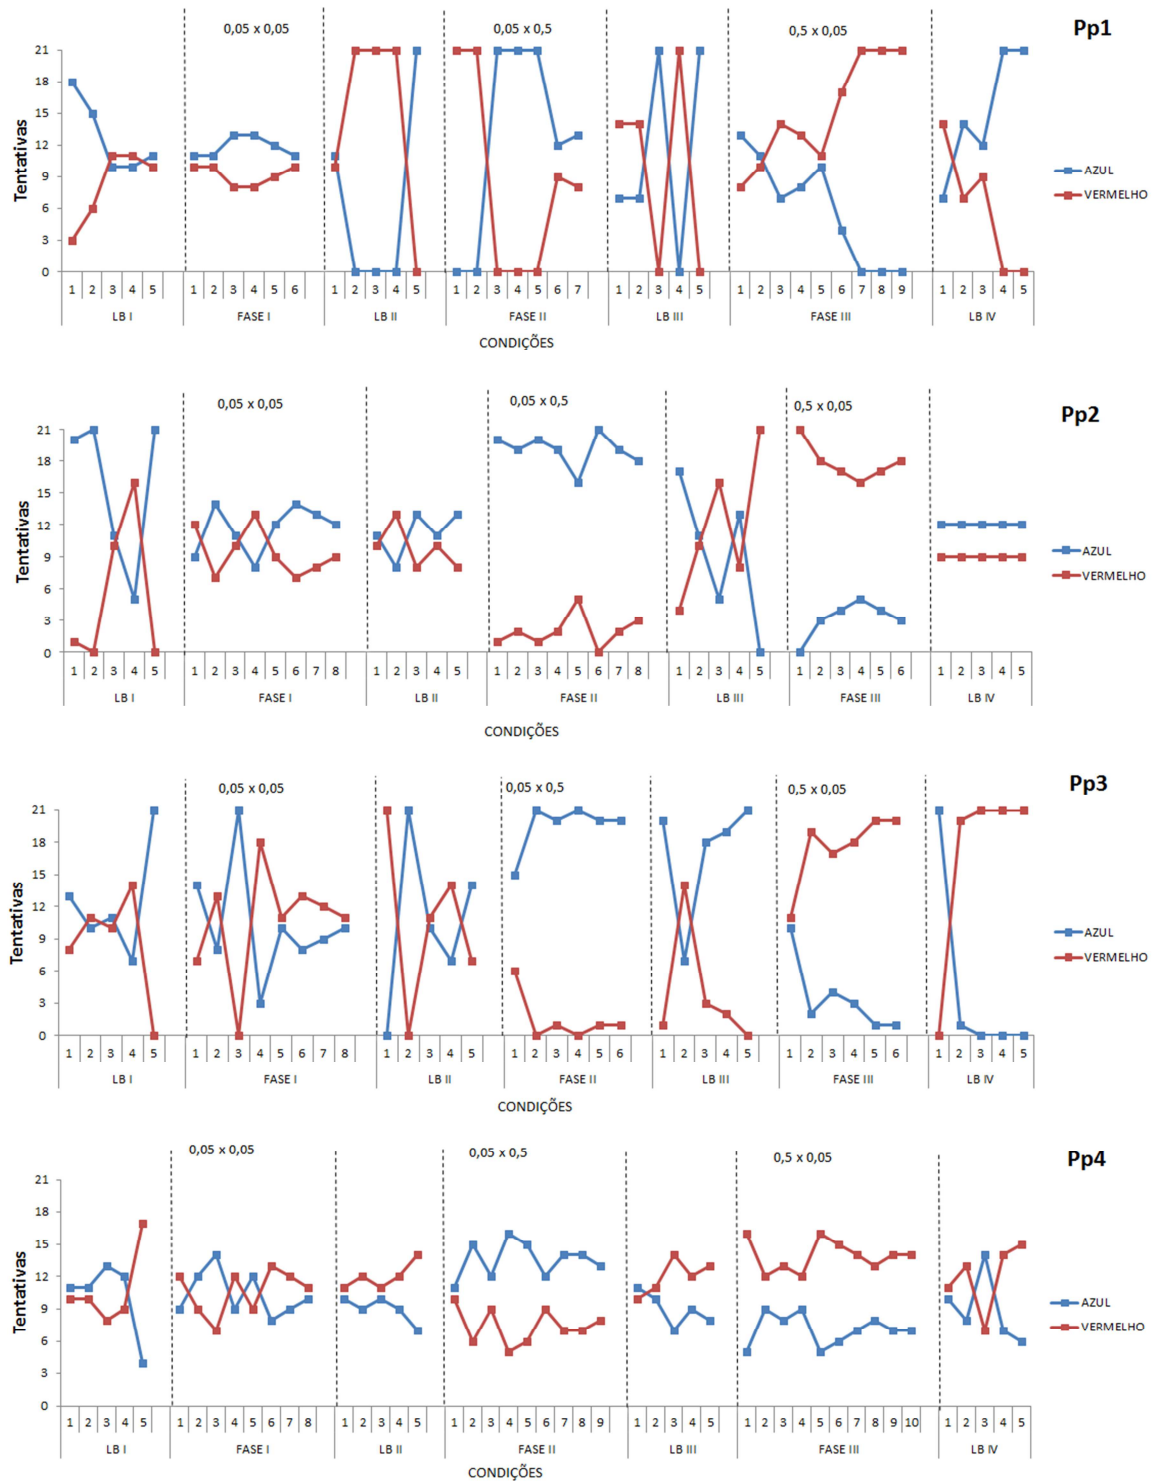 Pp1
0,05 x 0,05
0,05 x 0,5
0,5 x 0,05
Tentativas
21
18
15
12
9
6
3
0
AZUL
VERMELHO
1 2 3 4 5 1 2 3 4 5 6 1 2 3 4 5 1 2 3 4 5 6 7 1 2 3 4 5 1 2 3 4 5 6 7 8 9 1 2 3 4 5
LB I FASE I LB II FASE II LB III FASE III LB IV
CONDIÇÕES
Pp2
0,05 x 0,05
0,05 x 0,5
0,5 x 0,05
Tentativas
21
18
15
12
9
6
3
0
AZUL
VERMELHO
1 2 3 4 5 1 2 3 4 5 6 7 8 1 2 3 4 5 1 2 3 4 5 6 7 8 1 2 3 4 5 1 2 3 4 5 6 1 2 3 4 5
LB I FASE I LB II FASE II LB III FASE III LB IV
CONDIÇÕES
Pp3
0,05 x 0,05
0,05 x 0,5
0,5 x 0,05
Tentativas
21
18
15
12
9
6
3
0
AZUL
VERMELHO
1 2 3 4 5 1 2 3 4 5 6 7 8 1 2 3 4 5 1 2 3 4 5 6 1 2 3 4 5 1 2 3 4 5 6 1 2 3 4 5
LB I FASE I LB II FASE II LB III FASE III LB IV
CONDIÇÕES
Pp4
0,05 x 0,05
0,05 x 0,5
0,5 x 0,05
Tentativas
21
18
15
12
9
6
3
0
AZUL
VERMELHO
1 2 3 4 5 1 2 3 4 5 6 7 8 1 2 3 4 5 1 2 3 4 5 6 7 8 9 1 2 3 4 5 1 2 3 4 5 6 7 8 9 10 1 2 3 4 5
LB I FASE I LB II FASE II LB III FASE III LB IV
CONDIÇÕES